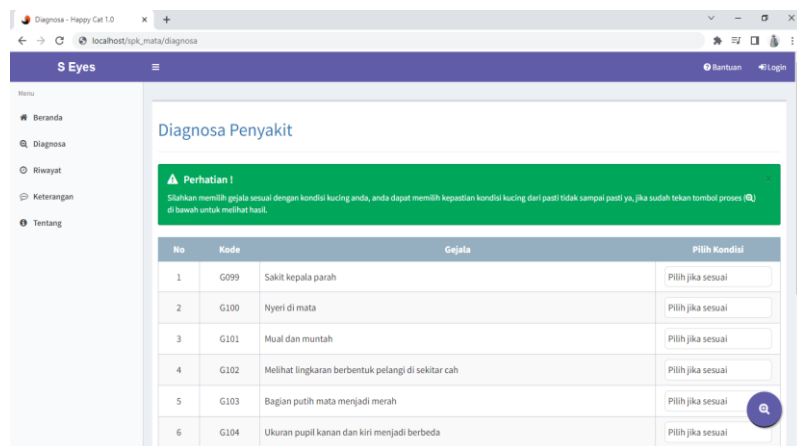 Diagnosa - Happy Cat 1.0
localhost/spk_mata/diagnosa
S Eyes
Bantuan
Login
Menu
Beranda
Diagnosa
Riwayat
Keterangan
Tentang
Diagnosa Penyakit
Perhatian !
Silahkan memilih gejala sesuai dengan kondisi kucing anda, anda dapat memilih kepastian kondisi kucing dari pasti tidak sampai pasti ya, jika sudah tekan tombol proses ( )
di bawah untuk melihat hasil.
No Kode Gejala Pilih Kondisi
1 G099 Sakit kepala parah Pilih jika sesuai
2 G100 Nyeri di mata Pilih jika sesuai
3 G101 Mual dan muntah Pilih jika sesuai
4 G102 Melihat lingkaran berbentuk pelangi di sekitar cah Pilih jika sesuai
5 G103 Bagian putih mata menjadi merah Pilih jika sesuai
6 G104 Ukuran pupil kanan dan kiri menjadi berbeda Pilih jika sesuai